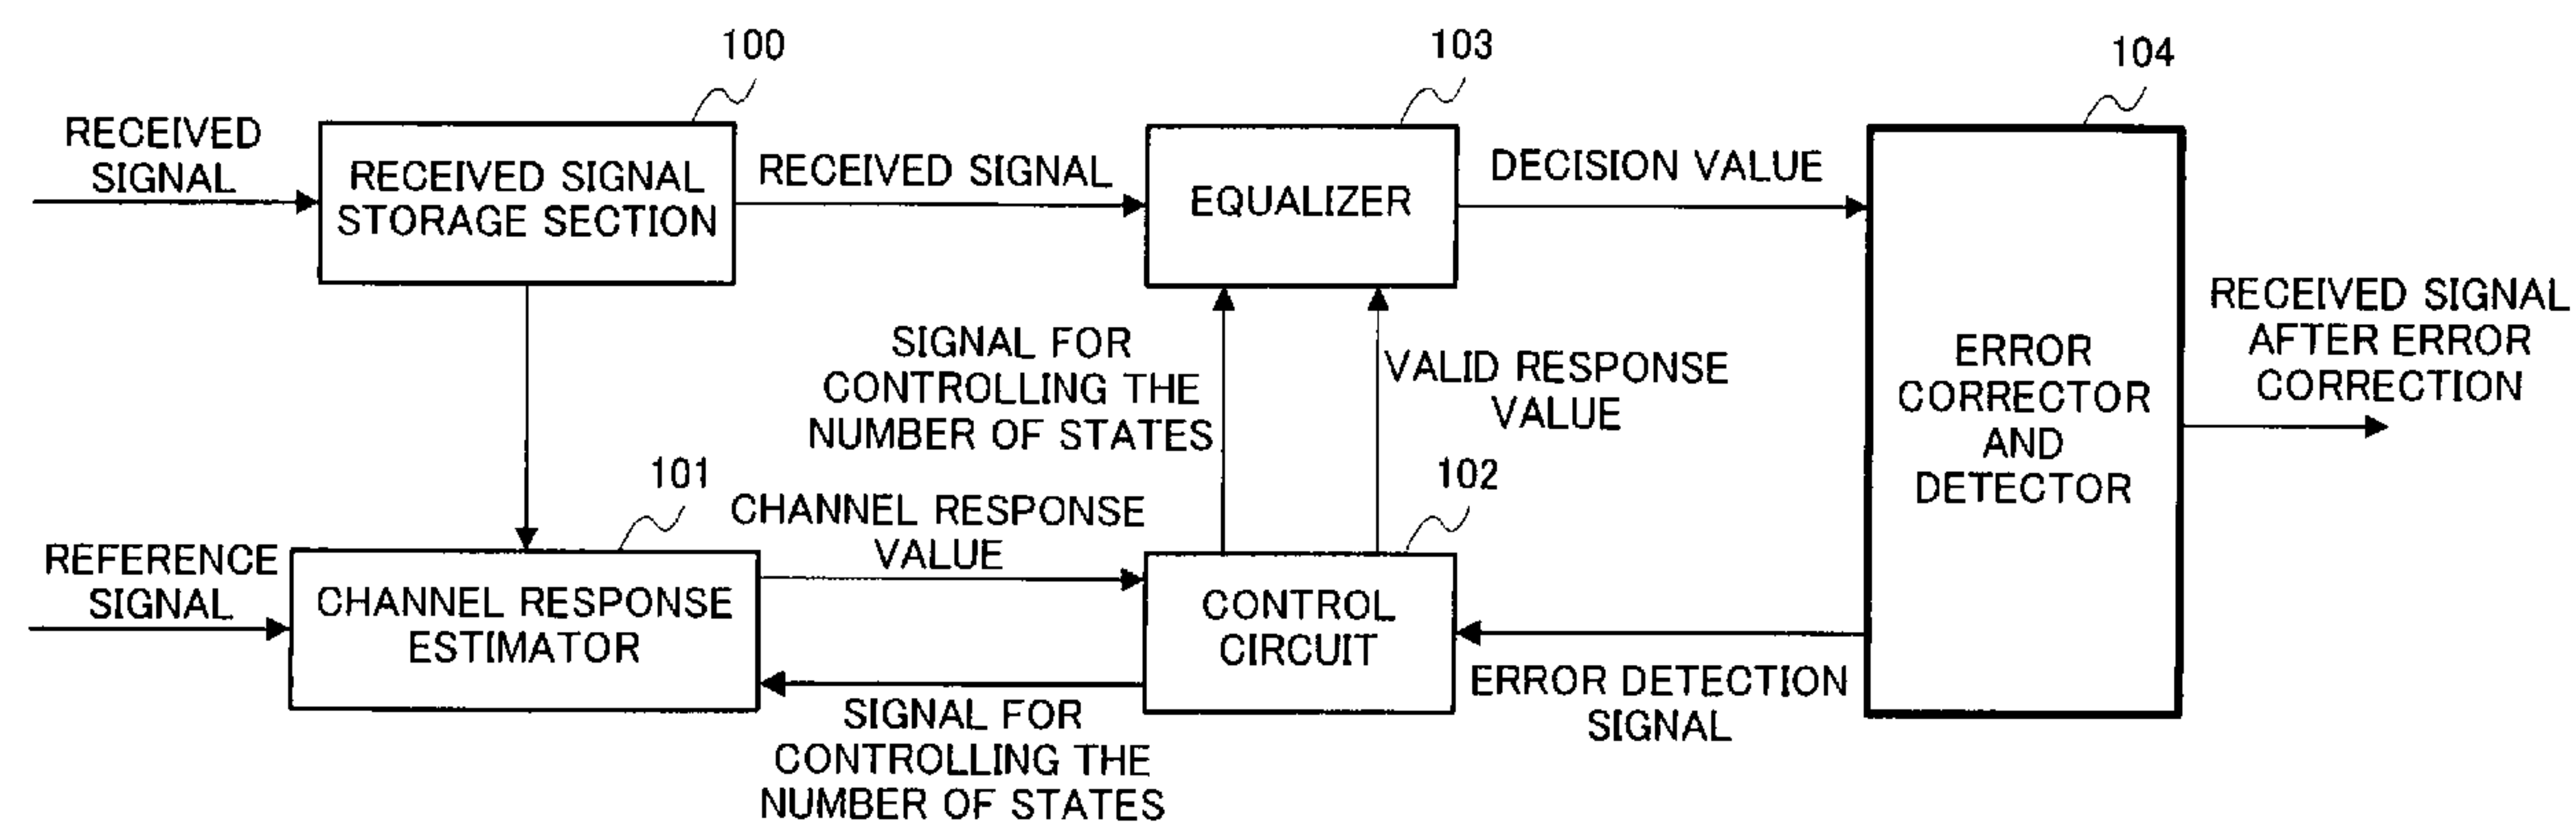 100
103
104
RECEIVED
SIGNAL
RECEIVED SIGNAL
STORAGE SECTION
RECEIVED SIGNAL
EQUALIZER
DECISION VALUE
RECEIVED SIGNAL
AFTER ERROR
CORRECTION
SIGNAL FOR
CONTROLLING THE
NUMBER OF STATES
VALID RESPONSE
VALUE
ERROR
CORRECTOR
AND
DETECTOR
101
102
CHANNEL RESPONSE
VALUE
REFERENCE
SIGNAL
CHANNEL RESPONSE
ESTIMATOR
CONTROL
CIRCUIT
ERROR DETECTION
SIGNAL
SIGNAL FOR
CONTROLLING THE
NUMBER OF STATES